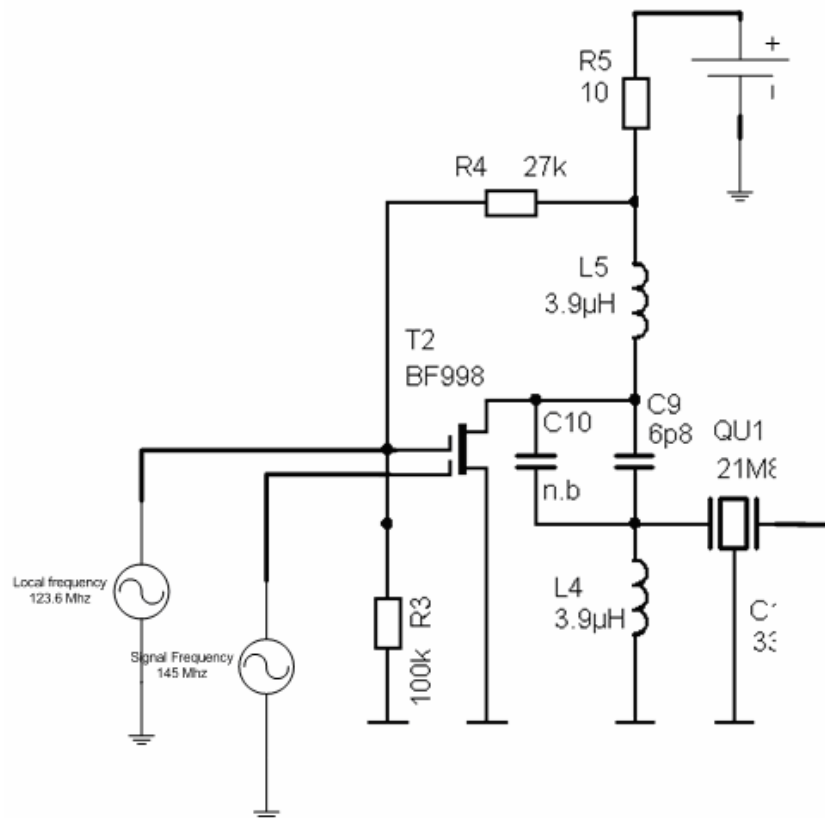 R5
10
+
R4 27k
L5
3.9µH
T2
BF998
C10
n.b
C9
6p8
QU1
Local frequency
123.6 Mhz
Signal Frequency
145 Mhz
R3
100k
L4
3.9µH